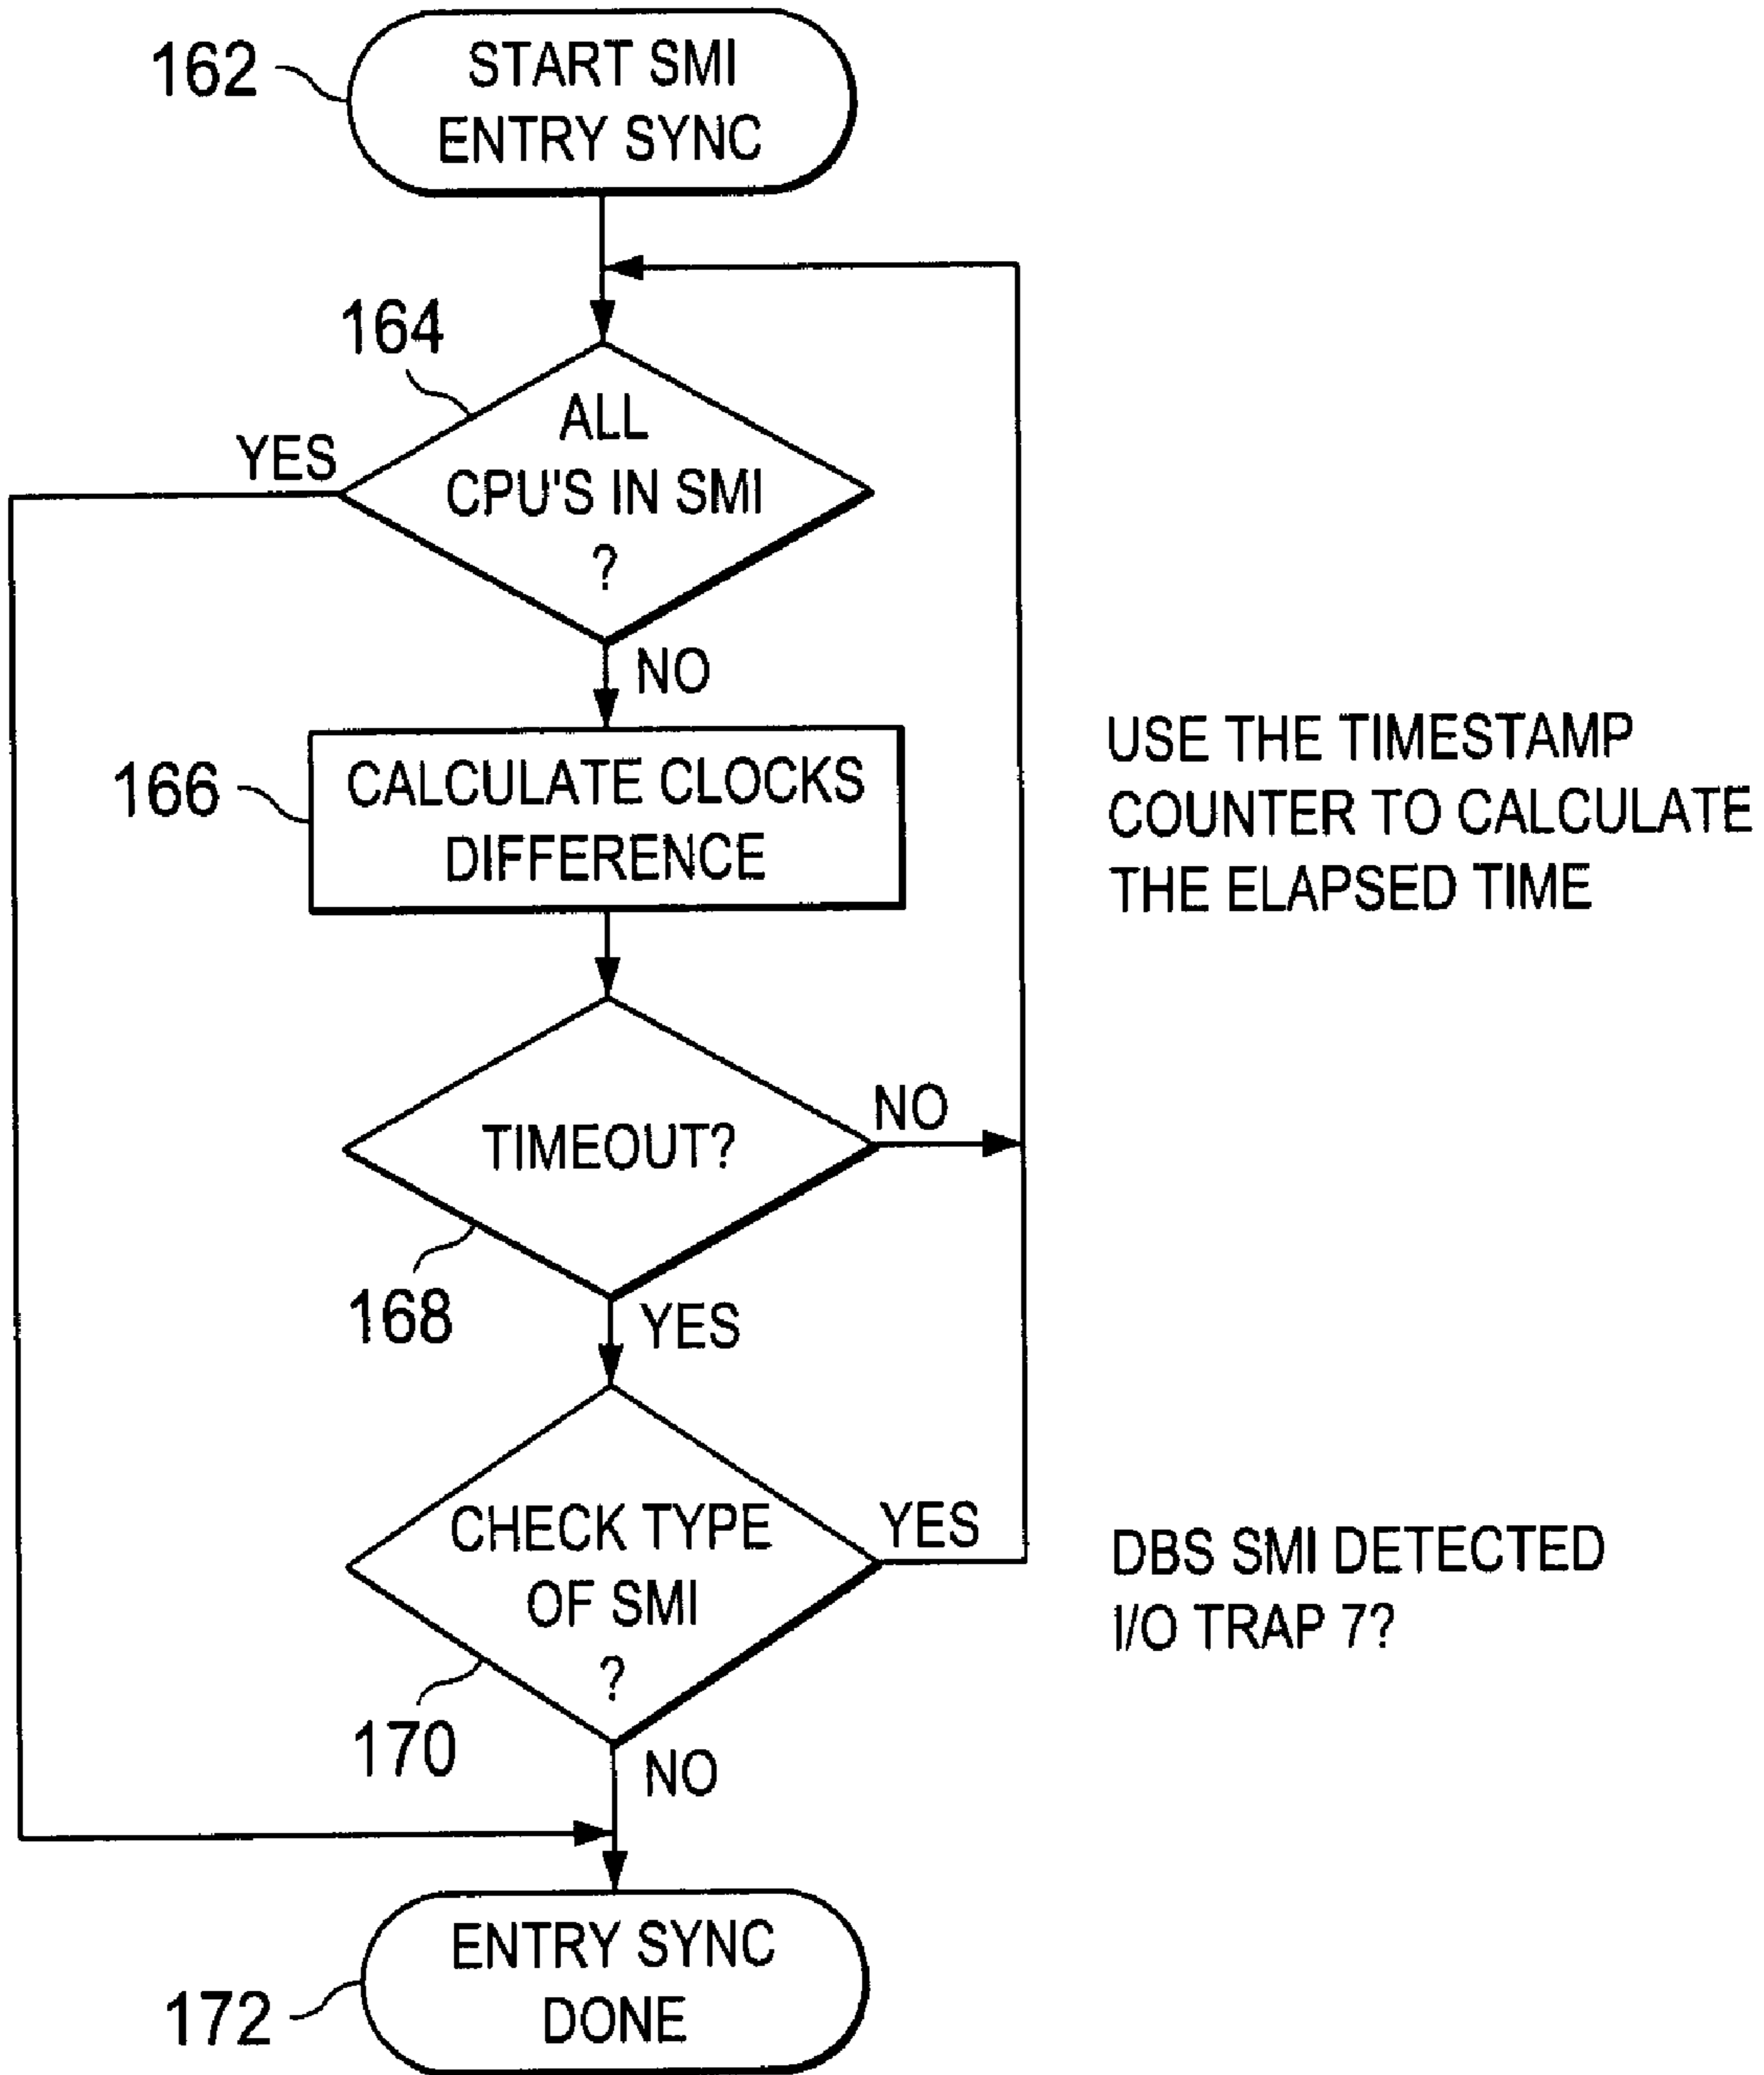 162
START SMI
ENTRY SYNC
164
ALL
CPU'S IN SMI
?
YES
NO
166
CALCULATE CLOCKS
DIFFERENCE
USE THE TIMESTAMP
COUNTER TO CALCULATE
THE ELAPSED TIME
TIMEOUT?
NO
168
YES
CHECK TYPE
OF SMI
?
YES
DBS SMI DETECTED
I/O TRAP 7?
170
NO
ENTRY SYNC
DONE
172